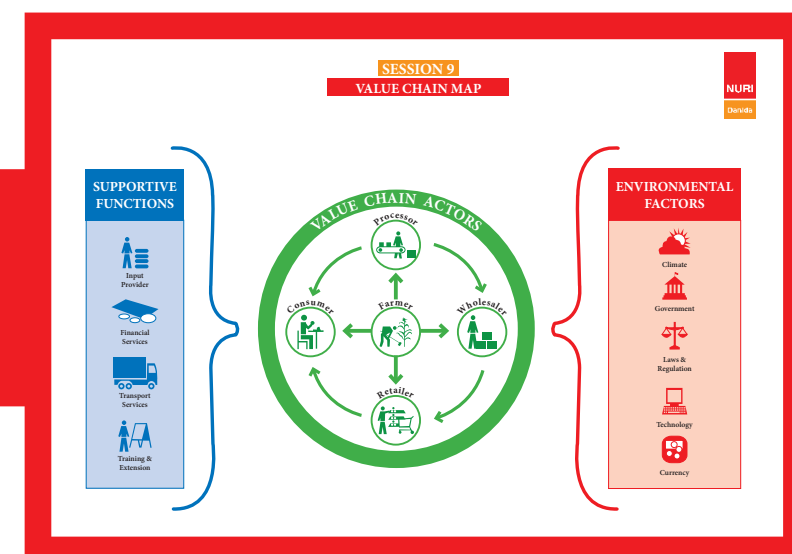 SESSION 9
VALUE CHAIN MAP
NURI
Danida
SUPPORTIVE
FUNCTIONS
Input
Provider
Financial
Services
Transport
Services
Training &
Extension
VALUE CHAIN ACTORS
Processor
Consumer
Farmer
Wholesaler
Retailer
ENVIRONMENTAL
FACTORS
Climate
Government
Laws &
Regulation
Technology
Currency